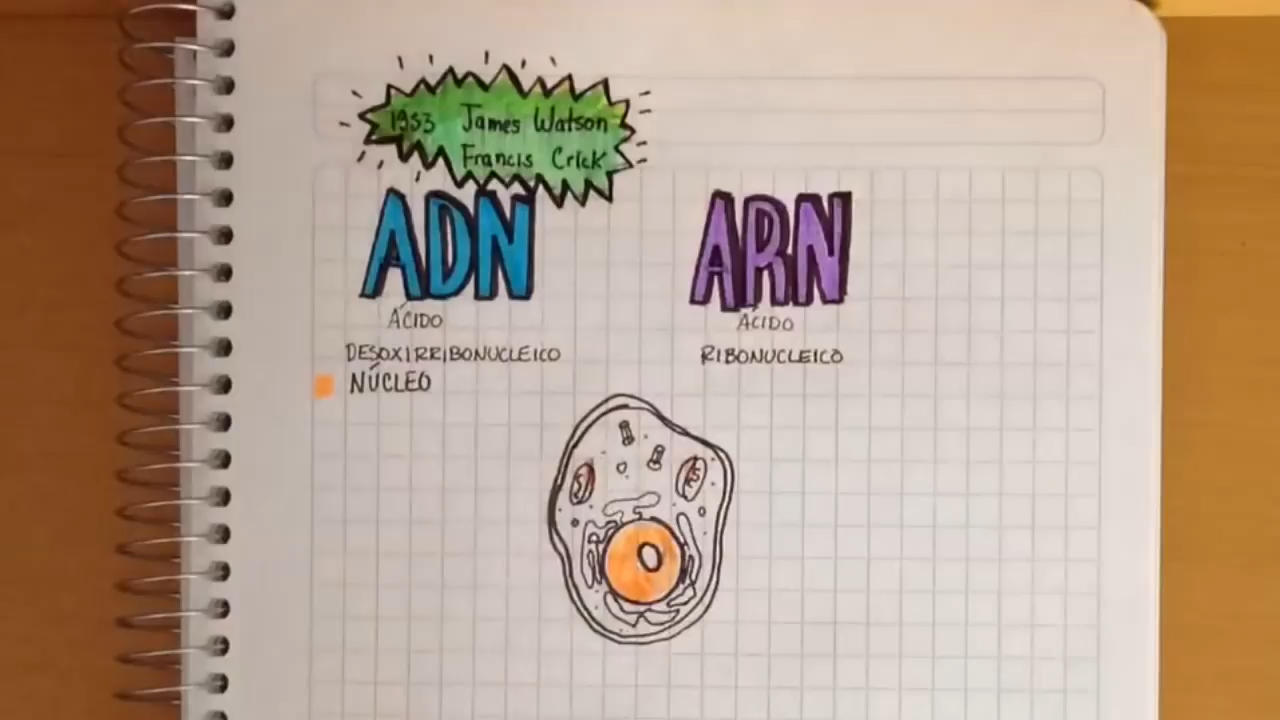 1953 James Watson
Francis Crick
ADN
ÁCIDO
DESOXIRRIBONUCLEICO
NÚCLEO
ARN
ÁCIDO
RIBONUCLEICO